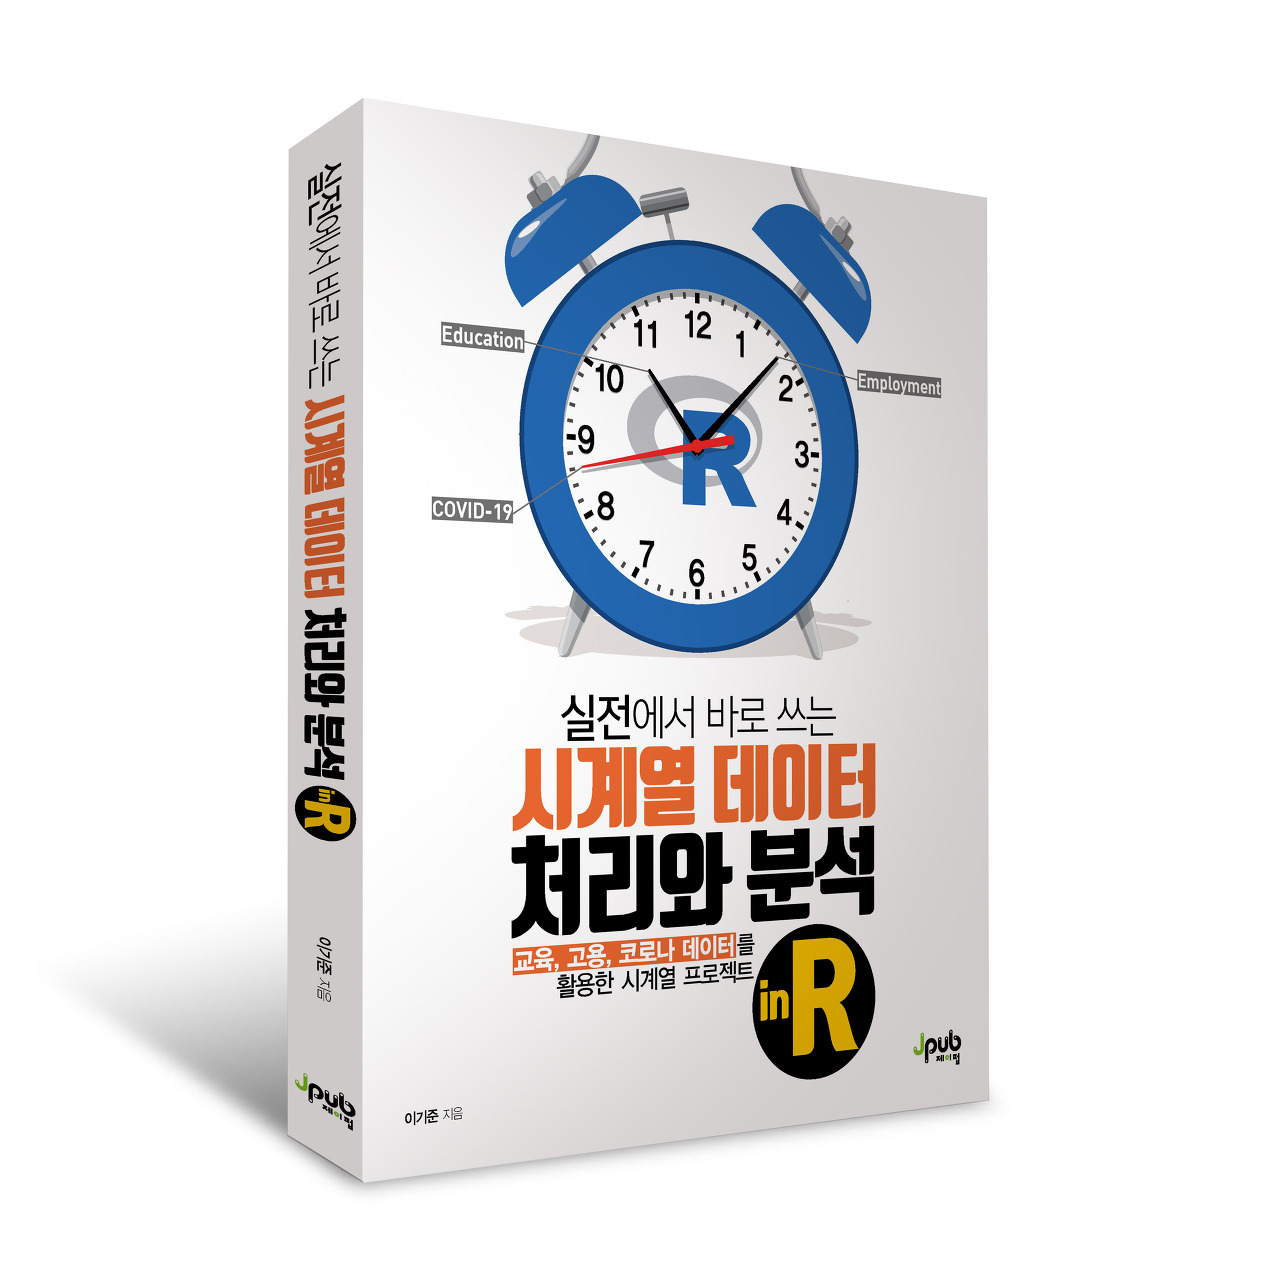 실전에서 바로 쓰는 시계열 데이터 처리와 분석 in R
이기준 지음
Jpub
제이펍
Education
Employment
COVID-19
12
1
2
3
4
5
6
7
8
9
10
11
R
실전에서 바로 쓰는
시계열 데이터
처리와 분석
교육, 고용, 코로나 데이터를
활용한 시계열 프로젝트
in R
이기준 지음
Jpub
제이펍